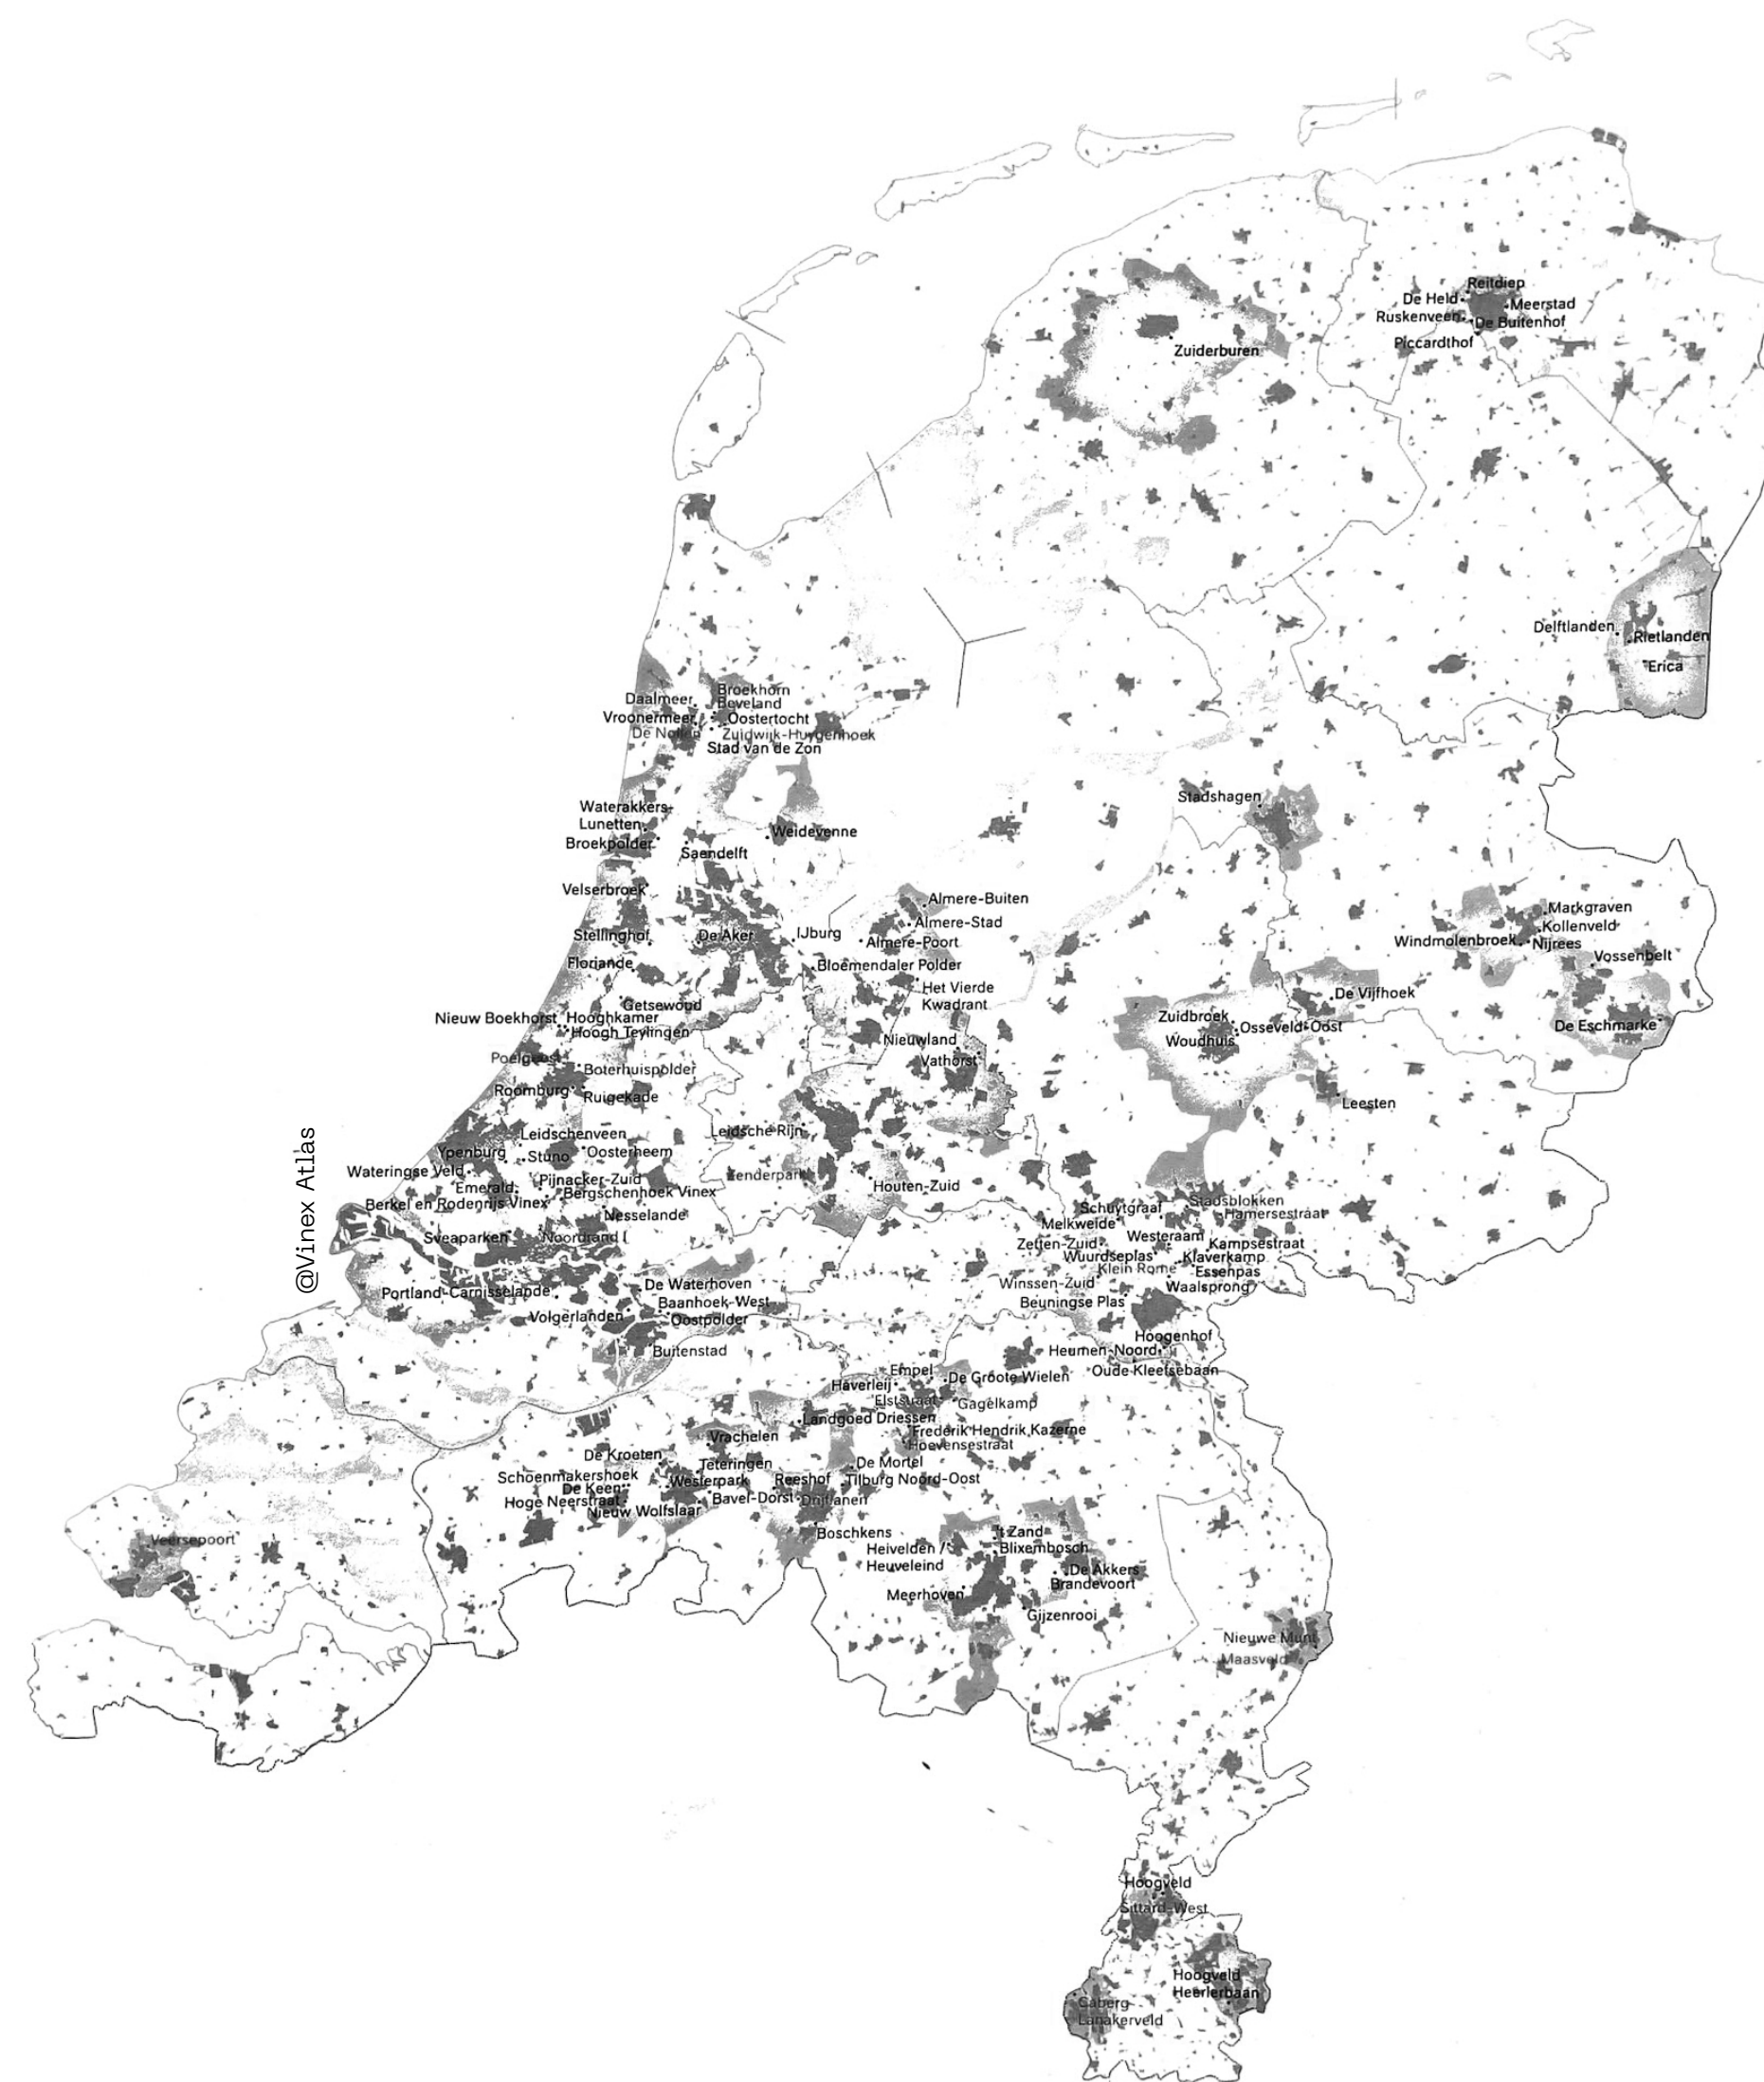 Reitdiep
De Held
Meerstad
Ruskenveen
De Buitenhof
Piccardthof
Zuiderburen
Delftlanden
Rietlanden
Erica
Broekhorn
Daalmeer
Beveland
Vroonermeer
Oostertocht
De Nollen
Zuidwijk-Huygenhoek
Stad van de Zon
Stadshagen
Waterakkers
Lunetten
Weidevenne
Broekpolder
Saendelft
Velserbroek
Almere-Buiten
Markgraven
Almere-Stad
Kollenveld
Stellinghof
De Aker
IJburg
Almere-Poort
Windmolenbroek
Nijrees
Vossenbelt
Floriande
Bloemendaler Polder
Het Vierde
Kwadrant
De Vijfhoek
Getsewoud
Nieuw Boekhorst
Hooghkamer
Zuidbroek
Hoogh Teylingen
Osseveld-Oost
De Eschmarke
Nieuwland
Woudhuis
Poelgeest
Vathorst
Boterhuispolder
Roomburg
Ruigekade
Leesten
@Vinex Atlas
Leidschenveen
Leidsche Rijn
Ypenburg
Stuno
Oosterheem
Wateringse Veld
Zenderpark
Pijnacker-Zuid
Emerald
Bergschenhoek Vinex
Houten-Zuid
Berkel en Rodenrijs Vinex
Stadsblokken
Nesselande
Schuytgraaf
Hamersestraat
Melkweide
Sveaparken
Noordrand I
Westeraam
Zetten-Zuid
Kampsestraat
Wuurdseplas
Klaverkamp
Klein Rome
Essenpas
De Waterhoven
Winssen-Zuid
Waalsprong
Portland-Carnisselande
Baanhoek-West
Beuningse Plas
Volgerlanden
Oostpolder
Hoogenhof
Buitenstad
Heumen-Noord
Empel
De Groote Wielen
Oude Kleefsebaan
Haverleij
Elststraat
Gagelkamp
Landgoed Driessen
Frederik Hendrik Kazerne
Vrachelen
Hoevensestraat
De Kroeten
Teteringen
De Mortel
Schoenmakershoek
Westerpark
Reeshof
Tilburg Noord-Oost
De Keen
Hoge Neerstraat
Bavel-Dorst
Drijflanen
Nieuw Wolfslaar
Boschkens
't Zand
Veersepoort
Heivelden /
Blixembosch
Heuveleind
De Akkers
Brandevoort
Meerhoven
Gijzenrooi
Nieuwe Munt
Maasveld
Hoogveld
Sittard-West
Hoogveld
Heerlerbaan
Caberg
Lanakerveld